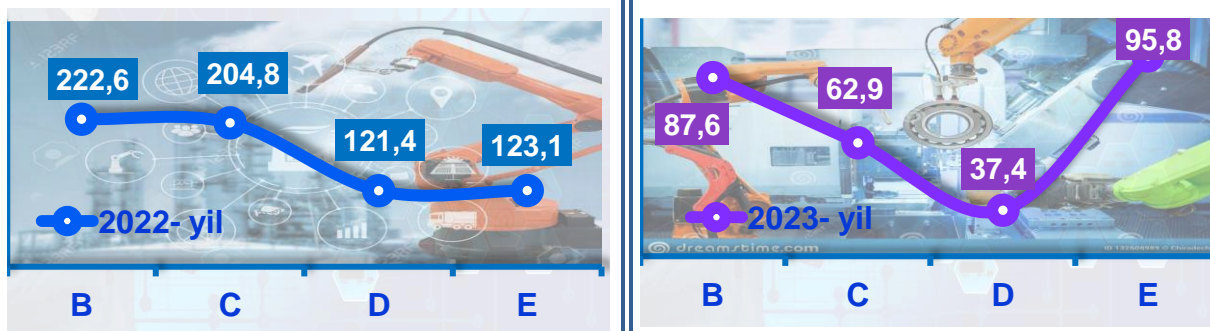 222,6
204,8
121,4
123,1
2022- yil
B C D E
87,6
62,9
37,4
95,8
2023- yil
dreamstime.com
B C D E